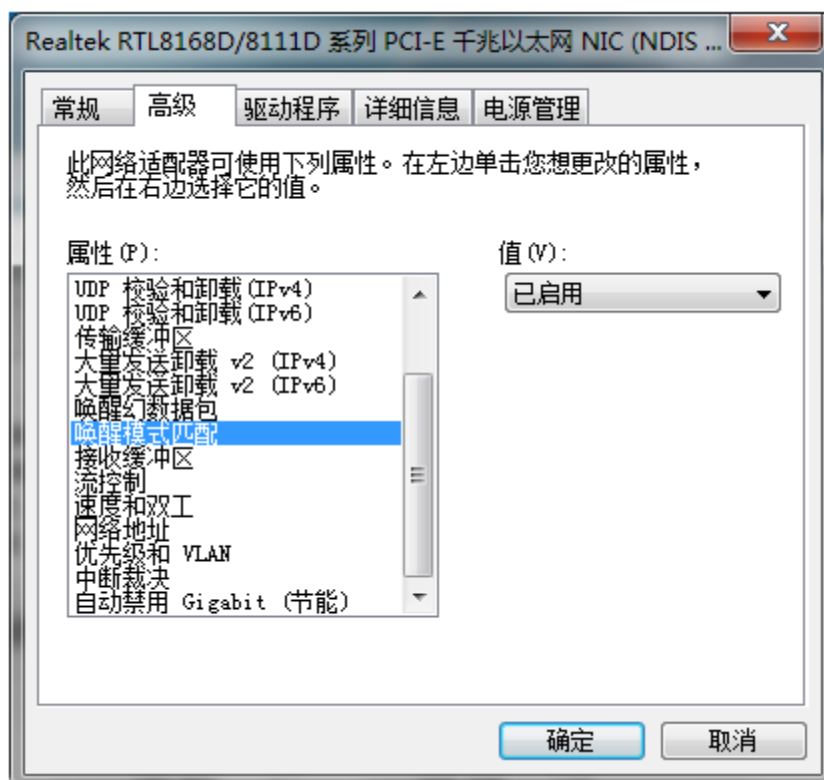 Realtek RTL8168D/8111D 系列 PCI-E 千兆以太网 NIC (NDIS ...
常规 高级 驱动程序 详细信息 电源管理
此网络适配器可使用下列属性。在左边单击您想更改的属性，
然后在右边选择它的值。
属性(P): 值(V):
UDP 校验和卸载(IPv4) 已启用
UDP 校验和卸载(IPv6)
传输缓冲区
大量发送卸载 v2 (IPv4)
大量发送卸载 v2 (IPv6)
唤醒幻数据包
唤醒模式匹配
接收缓冲区
流控制
速度和双工
网络地址
优先级和 VLAN
中断裁决
自动禁用 Gigabit (节能)
确定 取消